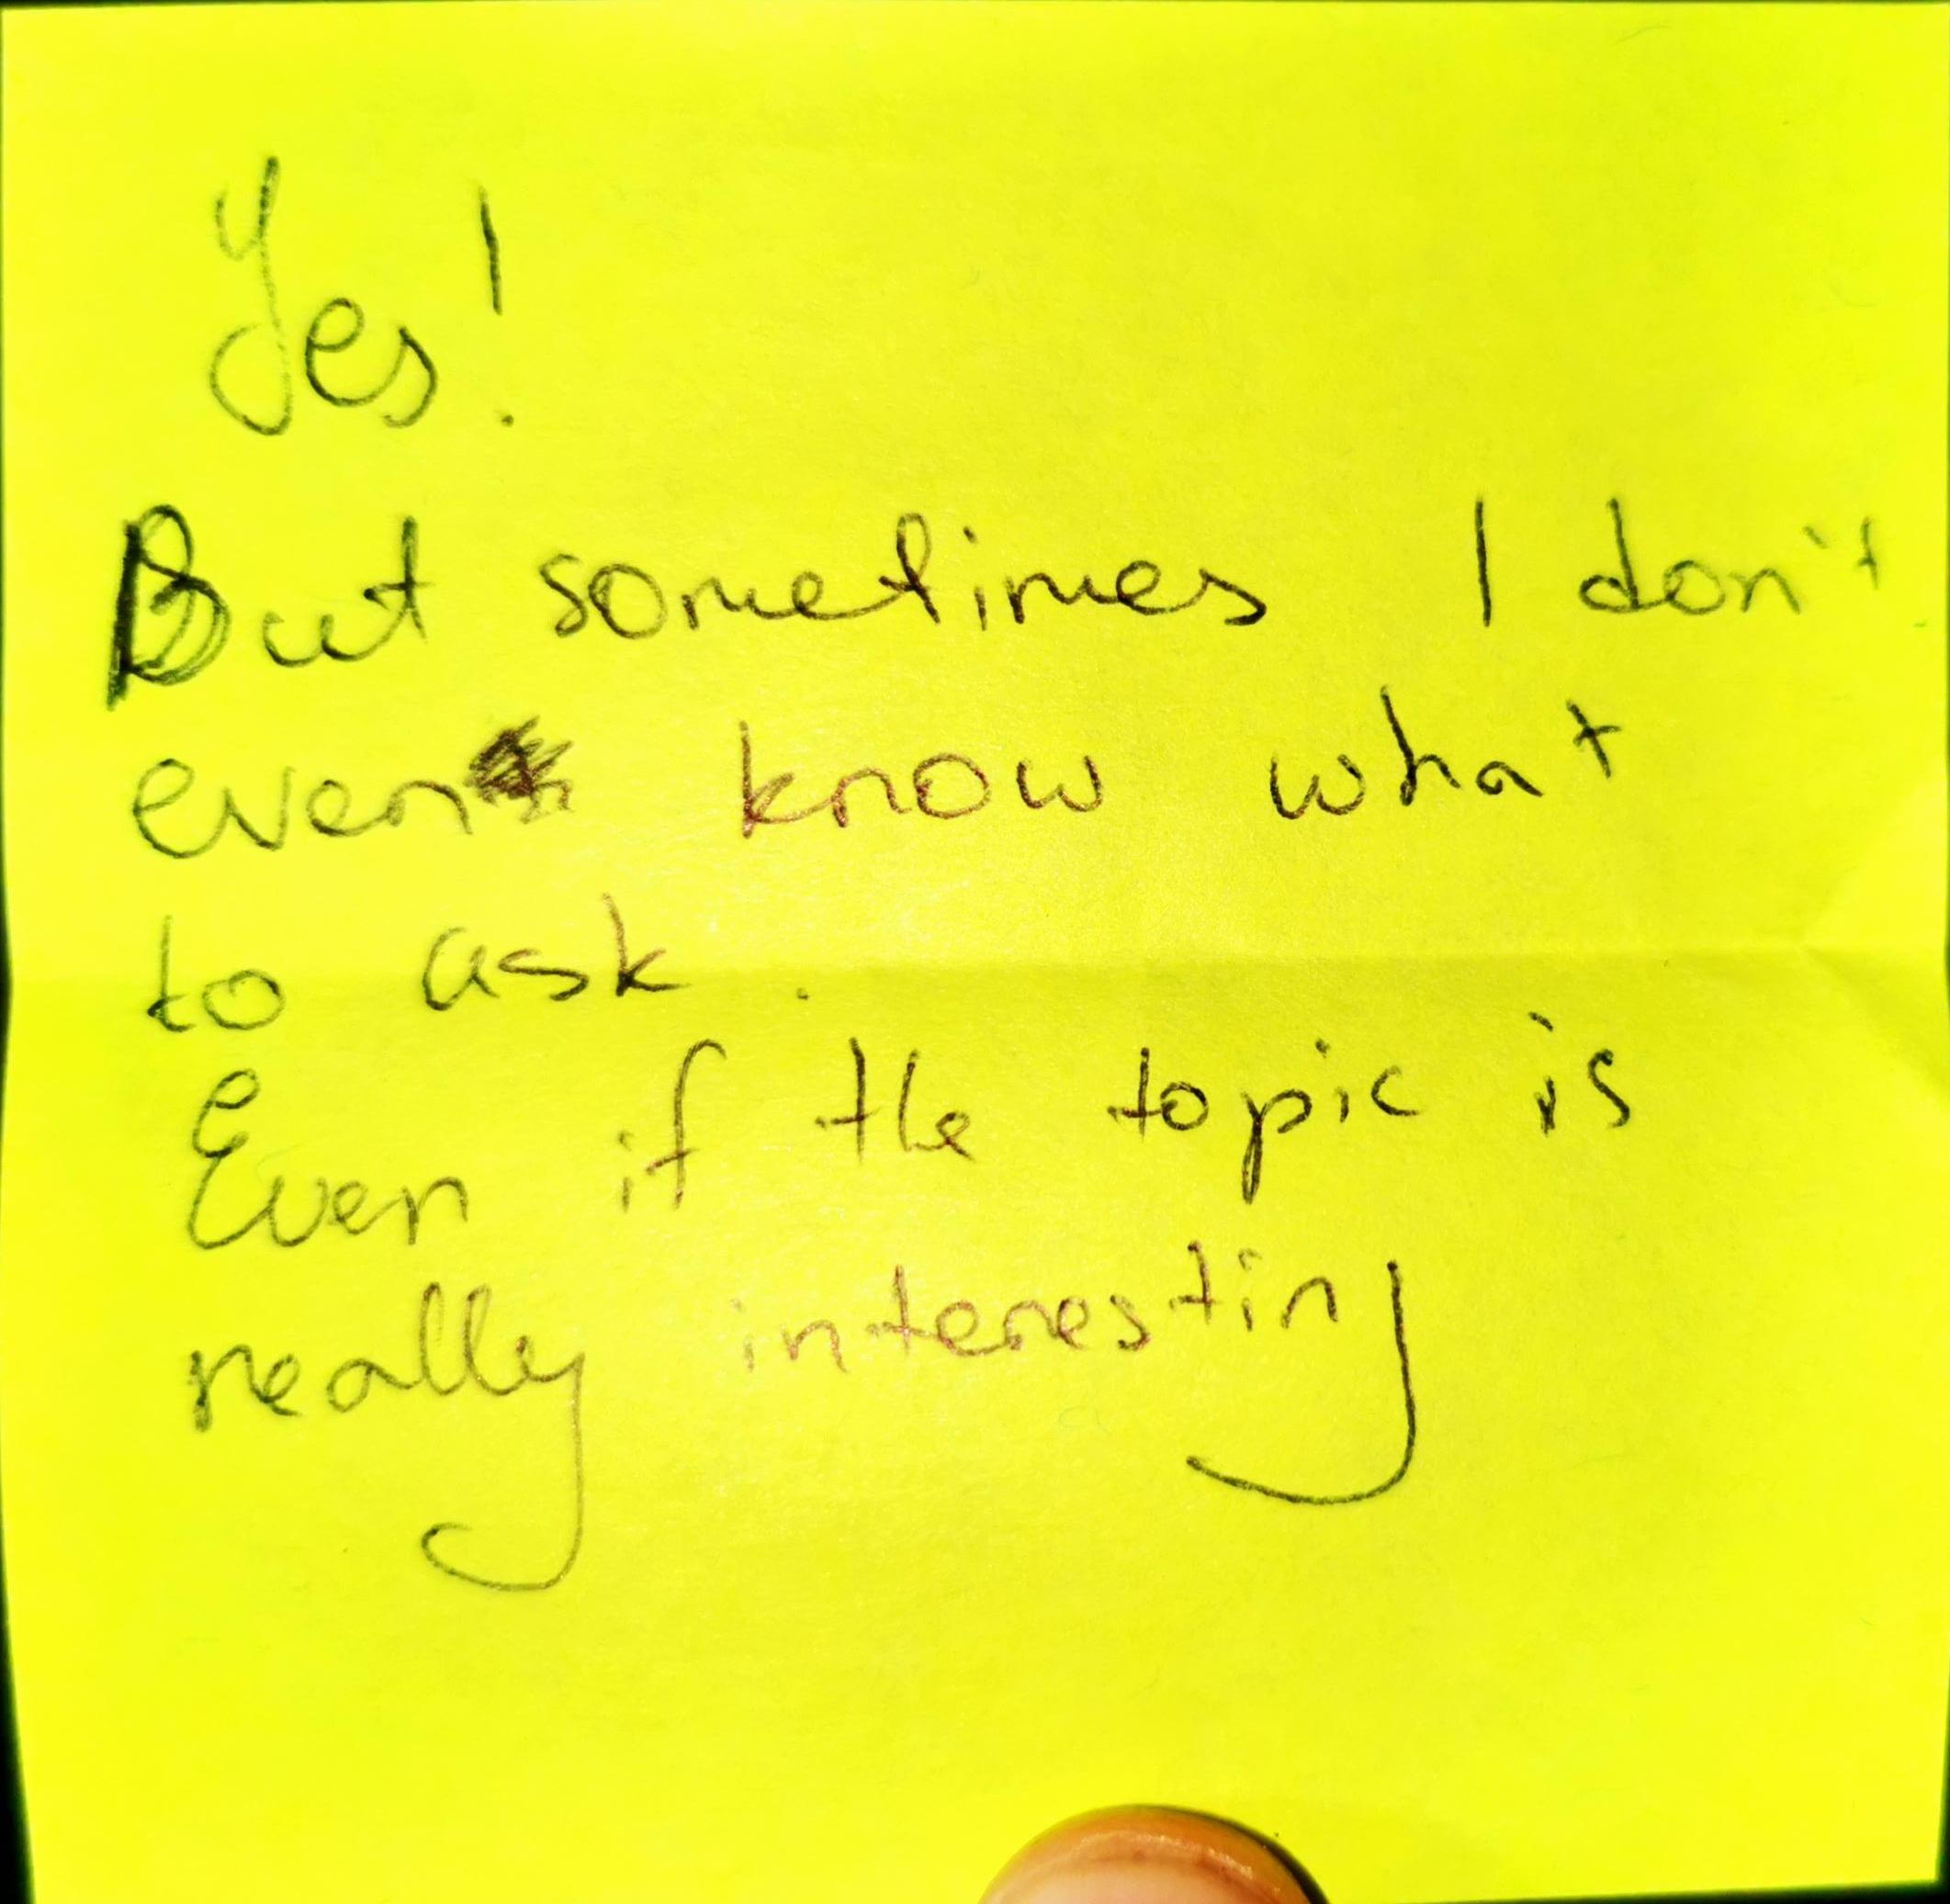 Yes!
But sometimes I don't
even know what
to ask.
Even if the topic is
really interesting